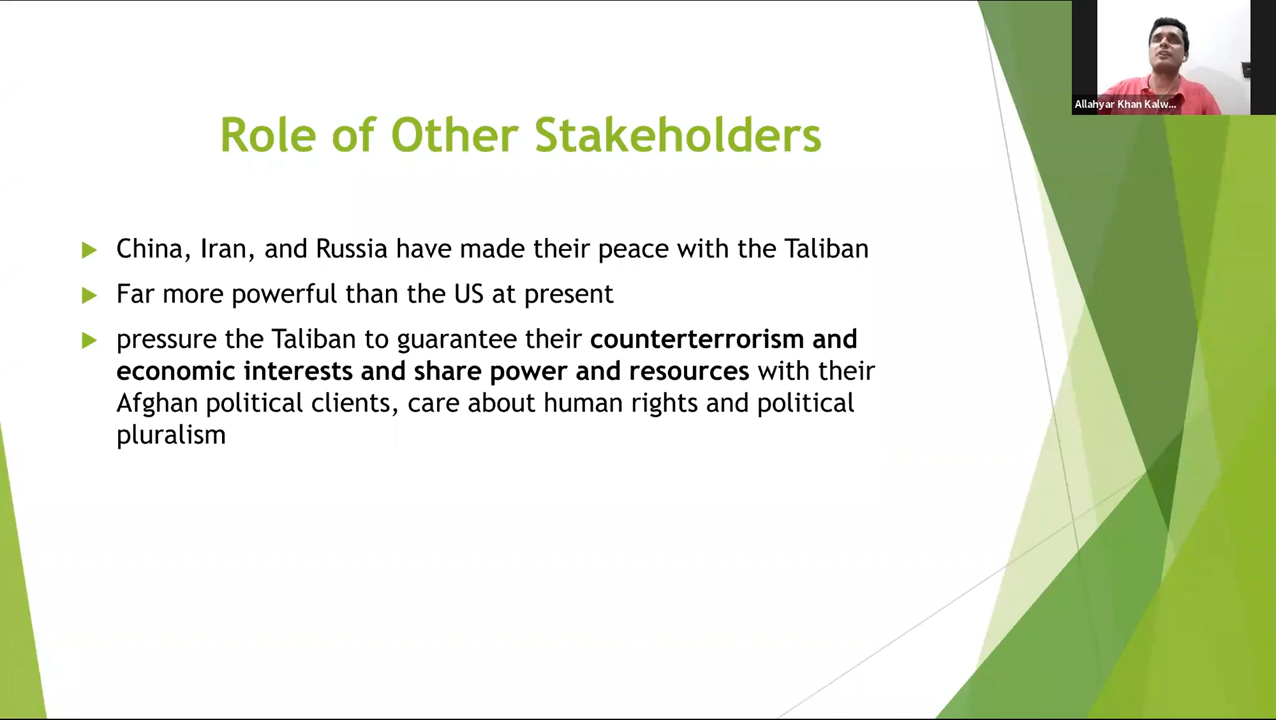 Allahyar Khan Kalw...
Role of Other Stakeholders
China, Iran, and Russia have made their peace with the Taliban
Far more powerful than the US at present
pressure the Taliban to guarantee their counterterrorism and
economic interests and share power and resources with their
Afghan political clients, care about human rights and political
pluralism